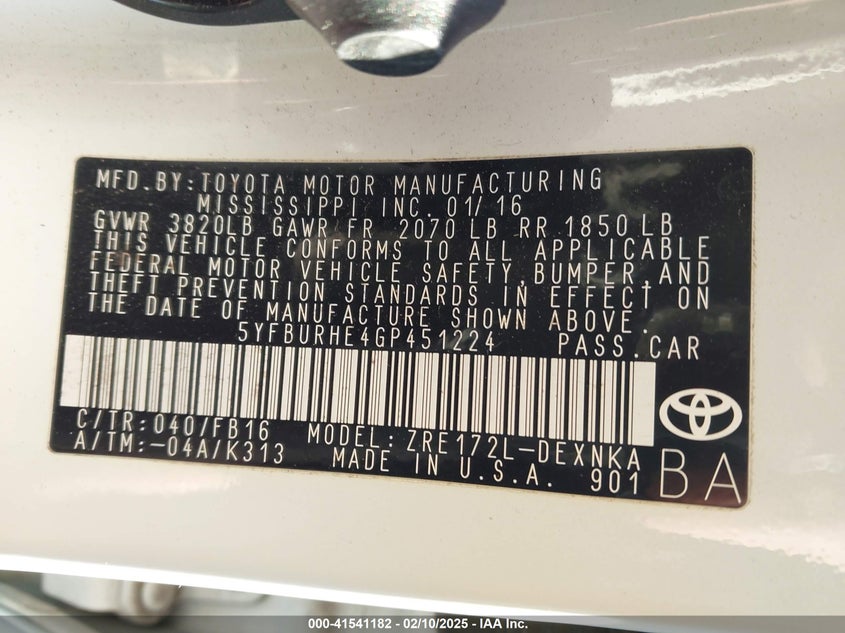 MFD.BY:TOYOTA MOTOR MANUFACTURING
MISSISSIPPI INC. 01/16
GVWR 3820LB GAWR FR 2070 LB RR 1850 LB
THIS VEHICLE CONFORMS TO ALL APPLICABLE
FEDERAL MOTOR VEHICLE SAFETY,BUMPER,AND
THEFT PREVENTION STANDARDS IN EFFECT ON
THE DATE OF MANUFACTURE SHOWN ABOVE.
5YFBURHE4GP451224 PASS.CAR
C/TR:040/FB16 MODEL:ZRE172L-DEXNKA
A/TM:-04A/K313 MADE IN U.S.A. 901 BA
000-41541182 - 02/10/2025 - IAA Inc.